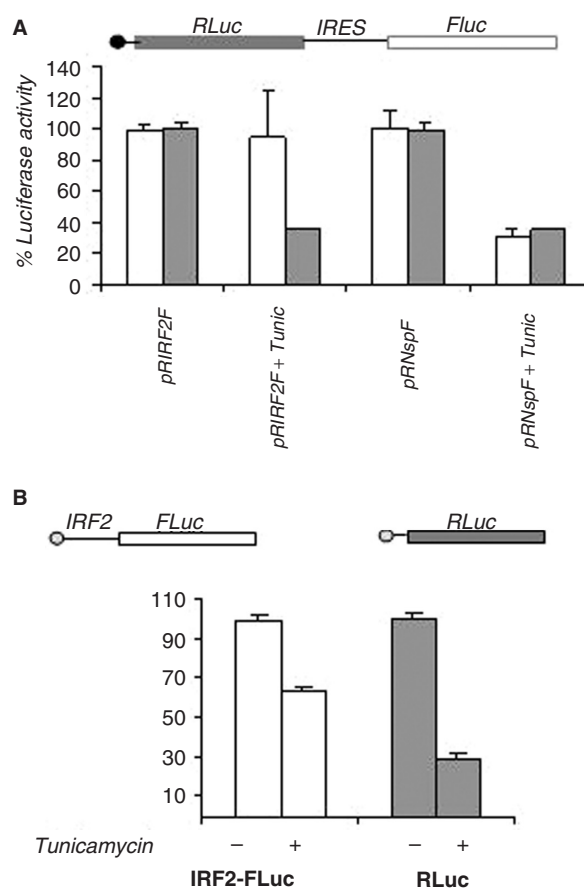 A
RLuc IRES Fluc
% Luciferase activity
140
120
100
80
60
40
20
0
pRIRF2F
pRIRF2F + Tunic
pRNspF
pRNspF + Tunic
B
IRF2 FLuc
RLuc
110
90
70
50
30
10
Tunicamycin – + – +
IRF2-FLuc RLuc